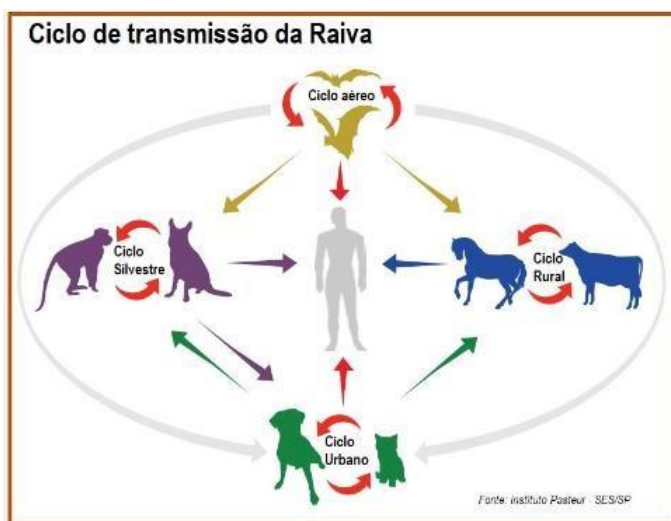 Ciclo de transmissão da Raiva
Ciclo aéreo
Ciclo
Silvestre
Ciclo
Rural
Ciclo
Urbano
Fonte: Instituto Pasteur - SES/SP